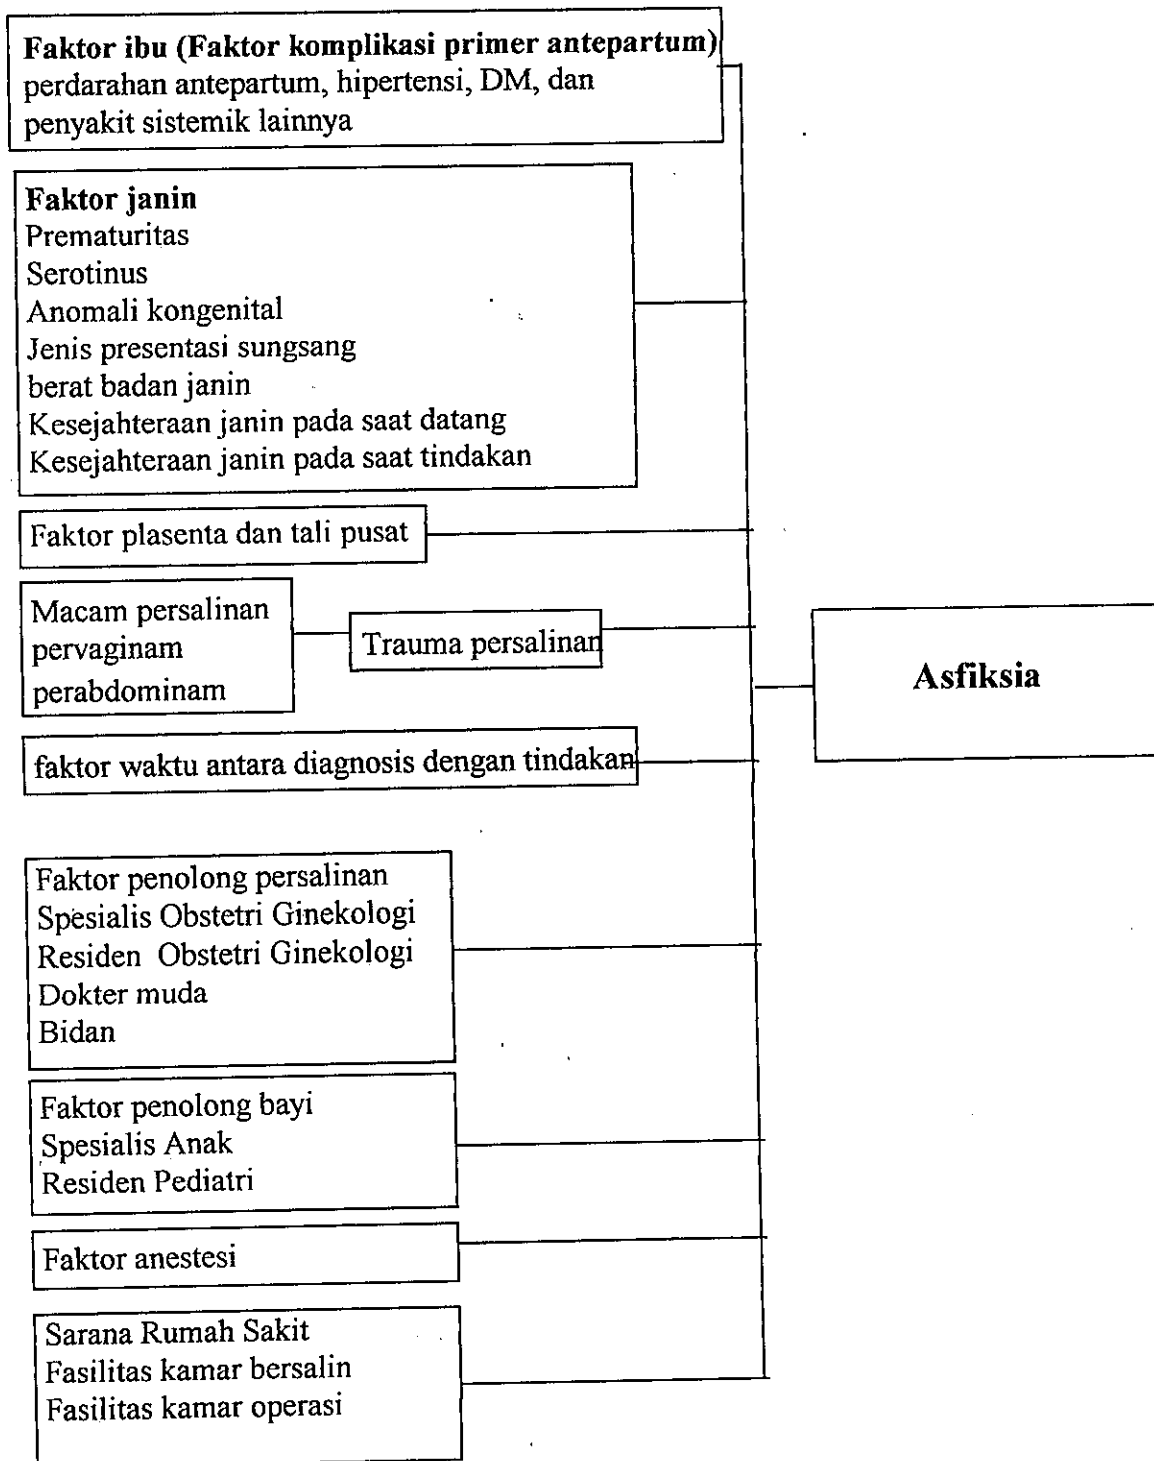 Faktor ibu (Faktor komplikasi primer antepartum)
perdarahan antepartum, hipertensi, DM, dan
penyakit sistemik lainnya
Faktor janin
Prematuritas
Serotinus
Anomali kongenital
Jenis presentasi sungsang
berat badan janin
Kesejahteraan janin pada saat datang
Kesejahteraan janin pada saat tindakan
Faktor plasenta dan tali pusat
Macam persalinan
pervaginam
perabdominam
Trauma persalinan
Asfiksia
faktor waktu antara diagnosis dengan tindakan
Faktor penolong persalinan
Spesialis Obstetri Ginekologi
Residen Obstetri Ginekologi
Dokter muda
Bidan
Faktor penolong bayi
Spesialis Anak
Residen Pediatri
Faktor anestesi
Sarana Rumah Sakit
Fasilitas kamar bersalin
Fasilitas kamar operasi